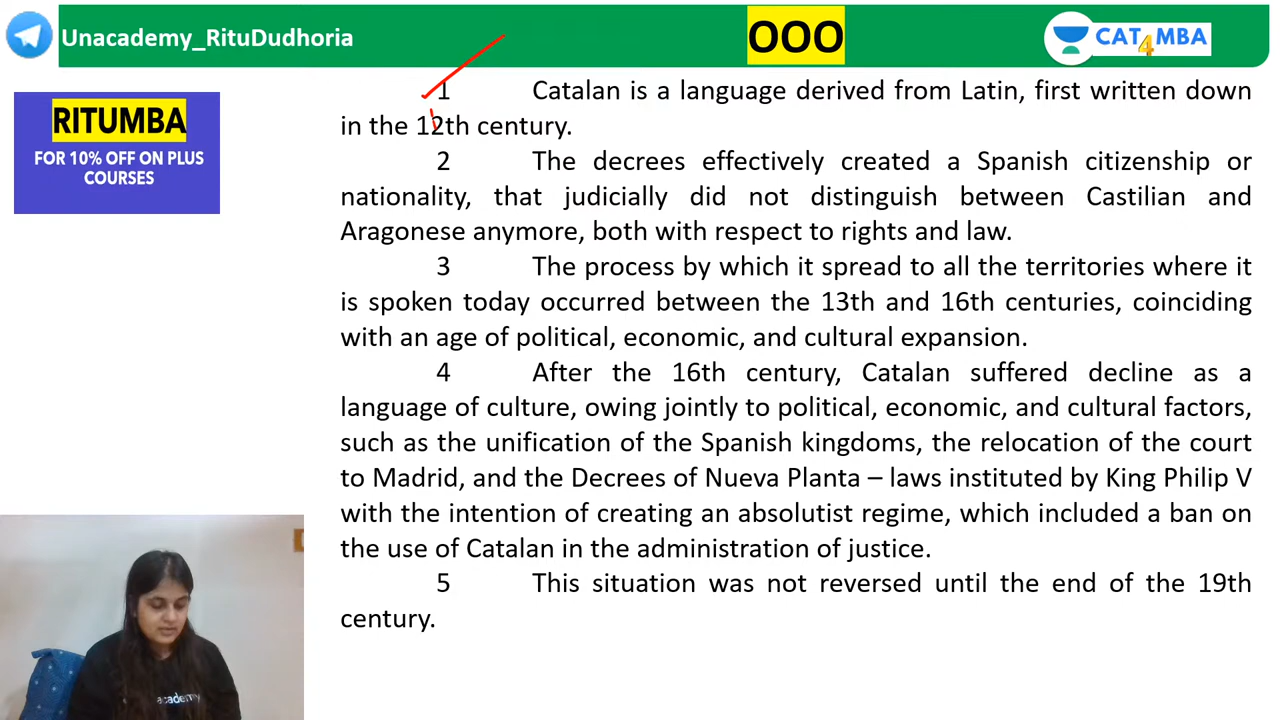 Unacademy_RituDudhoria
OOO
CAT4MBA
RITUMBA
FOR 10% OFF ON PLUS
COURSES
1 Catalan is a language derived from Latin, first written down
in the 12th century.
2 The decrees effectively created a Spanish citizenship or
nationality, that judicially did not distinguish between Castilian and
Aragonese anymore, both with respect to rights and law.
3 The process by which it spread to all the territories where it
is spoken today occurred between the 13th and 16th centuries, coinciding
with an age of political, economic, and cultural expansion.
4 After the 16th century, Catalan suffered decline as a
language of culture, owing jointly to political, economic, and cultural factors,
such as the unification of the Spanish kingdoms, the relocation of the court
to Madrid, and the Decrees of Nueva Planta – laws instituted by King Philip V
with the intention of creating an absolutist regime, which included a ban on
the use of Catalan in the administration of justice.
5 This situation was not reversed until the end of the 19th
century.
academy